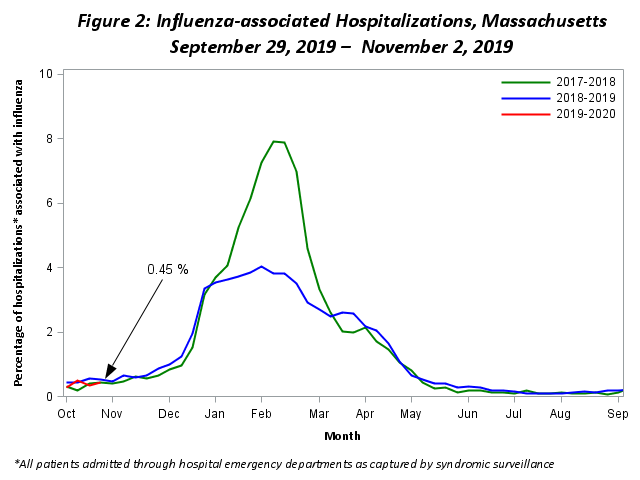 Figure 2: Influenza-associated Hospitalizations, Massachusetts
September 29, 2019 – November 2, 2019
Percentage of hospitalizations* associated with influenza
10
8
6
4
2
0
2017-2018
2018-2019
2019-2020
0.45 %
Oct Nov Dec Jan Feb Mar Apr May Jun Jul Aug Sep
Month
*All patients admitted through hospital emergency departments as captured by syndromic surveillance